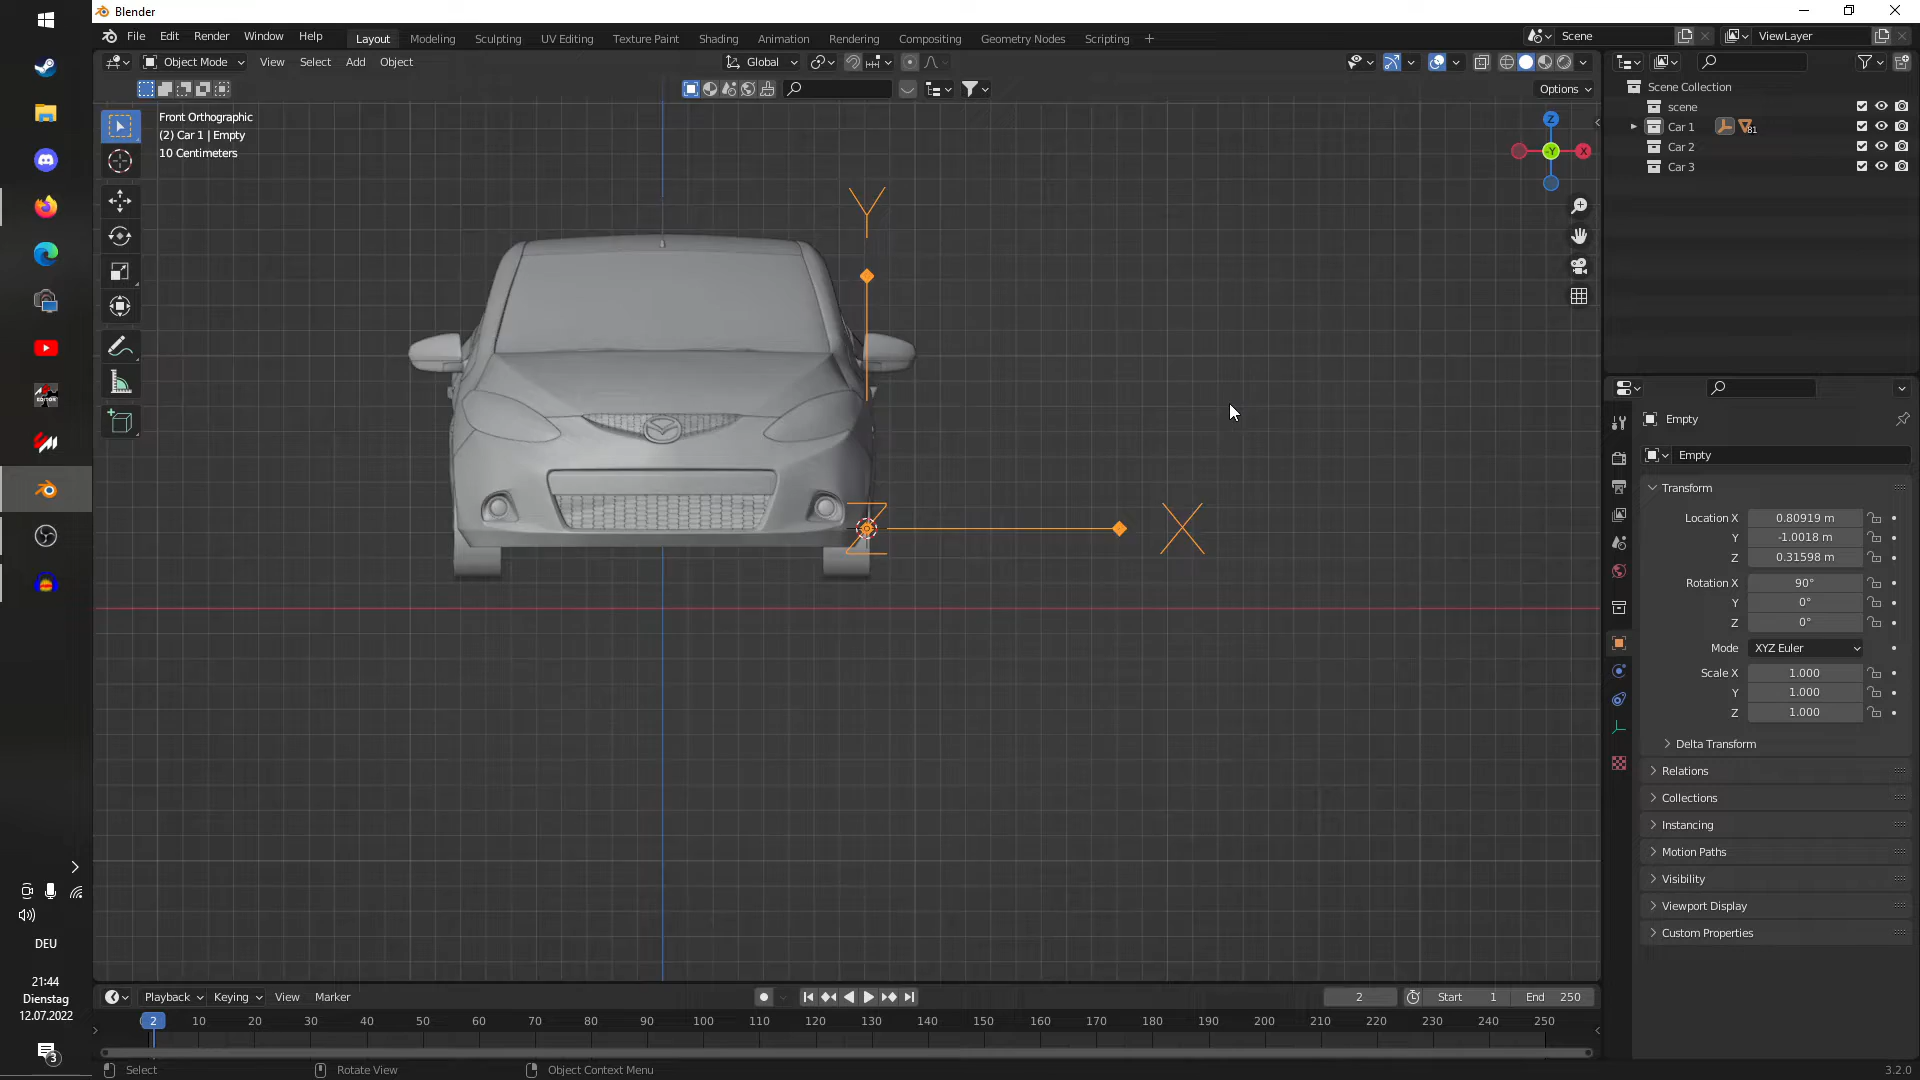 Blender
File Edit Render Window Help
Layout Modeling Sculpting UV Editing Texture Paint Shading Animation Rendering Compositing Geometry Nodes Scripting +
Scene
ViewLayer
Object Mode View Select Add Object
Global
Options
Front Orthographic
(2) Car 1 | Empty
10 Centimeters
Z
-Y
X
Y
Z
X
Scene Collection
scene
Car 1
81
Car 2
Car 3
Empty
Empty
Transform
Location X 0.80919 m
Y -1.0018 m
Z 0.31598 m
Rotation X 90°
Y 0°
Z 0°
Mode XYZ Euler
Scale X 1.000
Y 1.000
Z 1.000
Delta Transform
Relations
Collections
Instancing
Motion Paths
Visibility
Viewport Display
Custom Properties
DEU
21:44
Dienstag
12.07.2022
3
Playback Keying View Marker
2
Start 1
End 250
2 10 20 30 40 50 60 70 80 90 100 110 120 130 140 150 160 170 180 190 200 210 220 230 240 250
Select
Rotate View
Object Context Menu
3.2.0